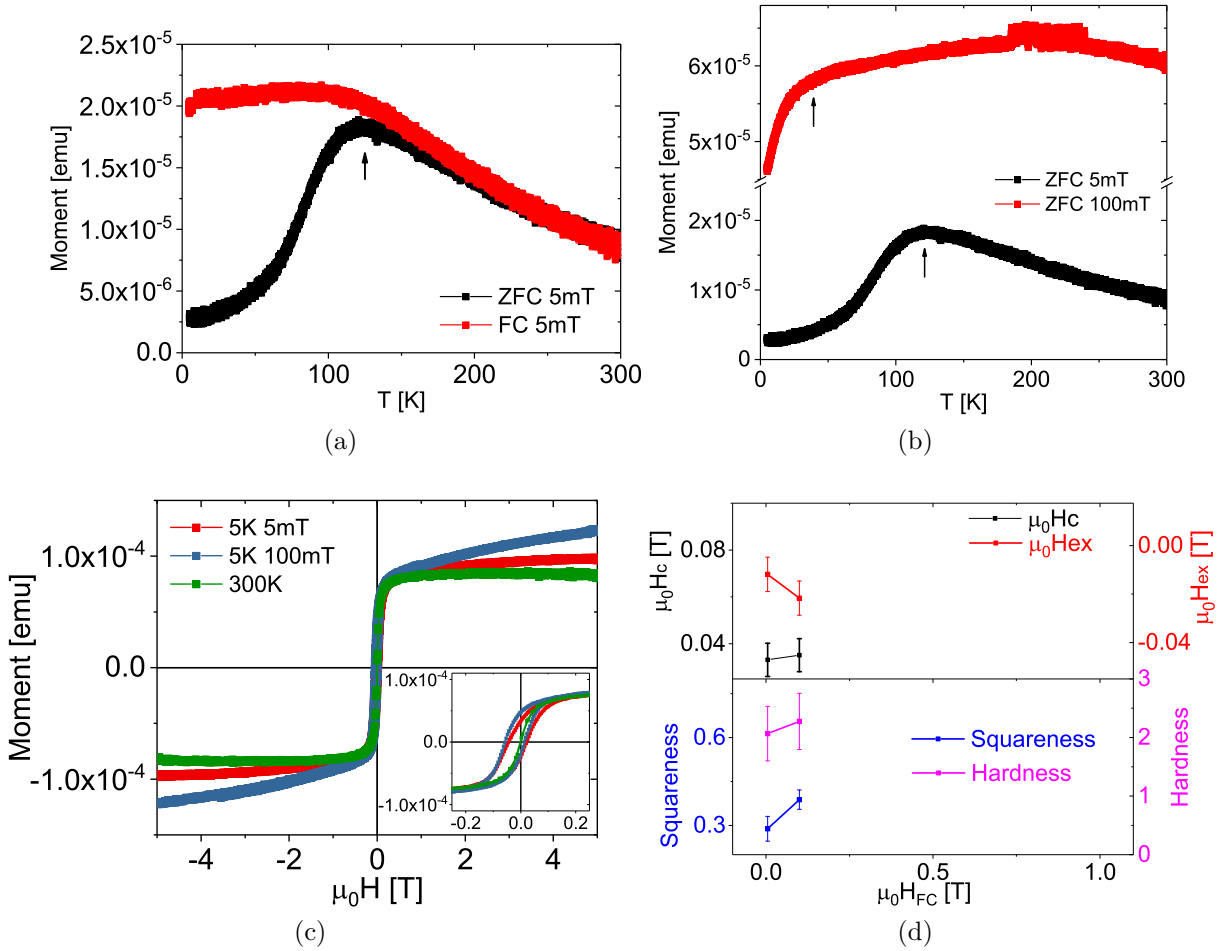 2.5x10⁻⁵
2.0x10⁻⁵
1.5x10⁻⁵
1.0x10⁻⁵
5.0x10⁻⁶
0.0
Moment [emu]
ZFC 5mT
FC 5mT
0 100 200 300
T [K]
(a)
6x10⁻⁵
5x10⁻⁵
2x10⁻⁵
1x10⁻⁵
0
Moment [emu]
ZFC 5mT
ZFC 100mT
0 100 200 300
T [K]
(b)
5K 5mT
5K 100mT
300K
1.0x10⁻⁴
0.0
-1.0x10⁻⁴
Moment [emu]
1.0x10⁻⁴
0.0
-1.0x10⁻⁴
-0.2 0.0 0.2
-4 -2 0 2 4
μ₀H [T]
(c)
μ₀Hc
μ₀Hex
0.08
0.04
μ₀Hc [T]
0.00
-0.04
μ₀Hex [T]
Squareness
Hardness
0.6
0.3
Squareness
3
2
1
0
Hardness
0.0 0.5 1.0
μ₀H_FC [T]
(d)